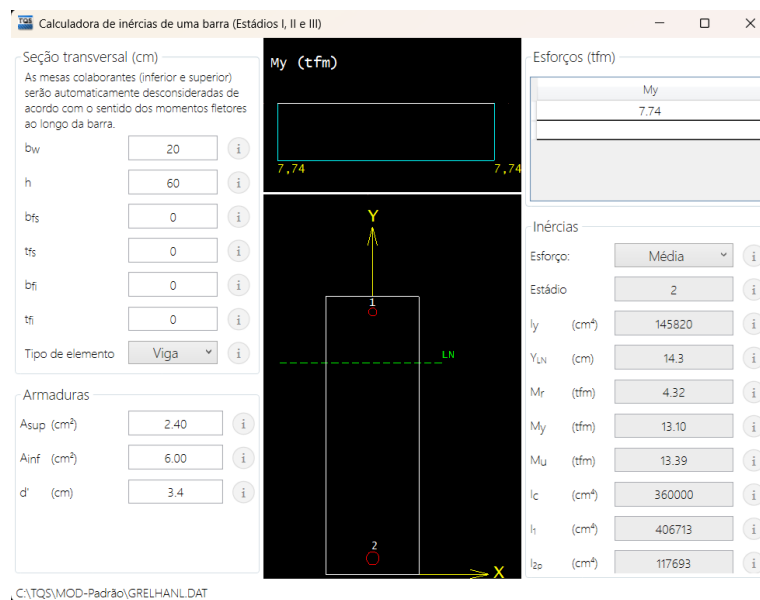 TQS Calculadora de inércias de uma barra (Estádios I, II e III)
Seção transversal (cm)
As mesas colaborantes (inferior e superior)
serão automaticamente desconsideradas de
acordo com o sentido dos momentos fletores
ao longo da barra.
bw 20 i
h 60 i
bfs 0 i
tfs 0 i
bfi 0 i
tfi 0 i
Tipo de elemento Viga i
Armaduras
Asup (cm²) 2.40 i
Ainf (cm²) 6.00 i
d' (cm) 3.4 i
My (tfm)
7,74 7,74
Y
1
LN
2
X
Esforços (tfm)
My
7.74
Inércias
Esforço: Média i
Estádio 2 i
Iy (cm⁴) 145820 i
YLN (cm) 14.3 i
Mr (tfm) 4.32 i
My (tfm) 13.10 i
Mu (tfm) 13.39 i
Ic (cm⁴) 360000 i
I1 (cm⁴) 406713 i
I2o (cm⁴) 117693 i
C:\TQS\MOD-Padrão\GRELHANL.DAT